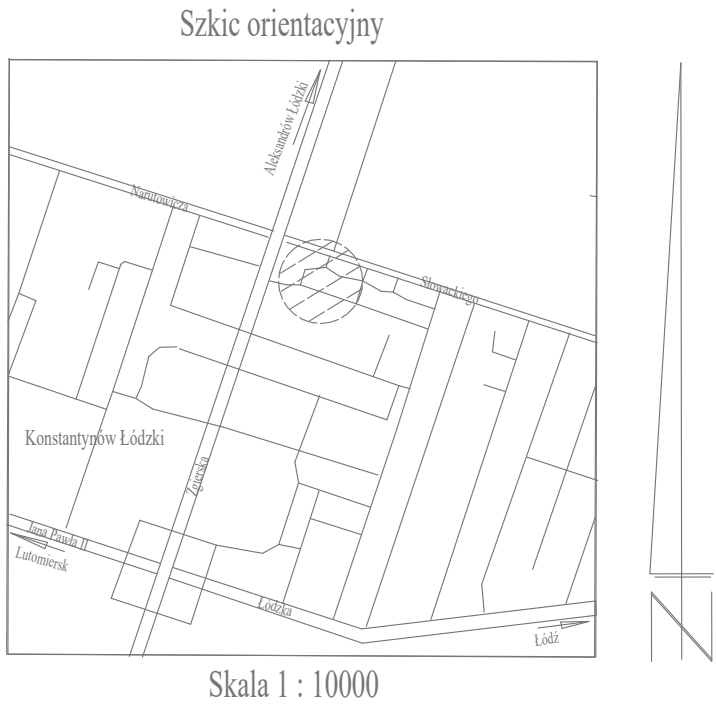 Szkic orientacyjny
Aleksandrów Łódzki
Narutowicza
Słowackiego
Konstantynów Łódzki
Zgierska
Jana Pawła II
Lutomiersk
Łódzka
Łódź
N
Skala 1 : 10000